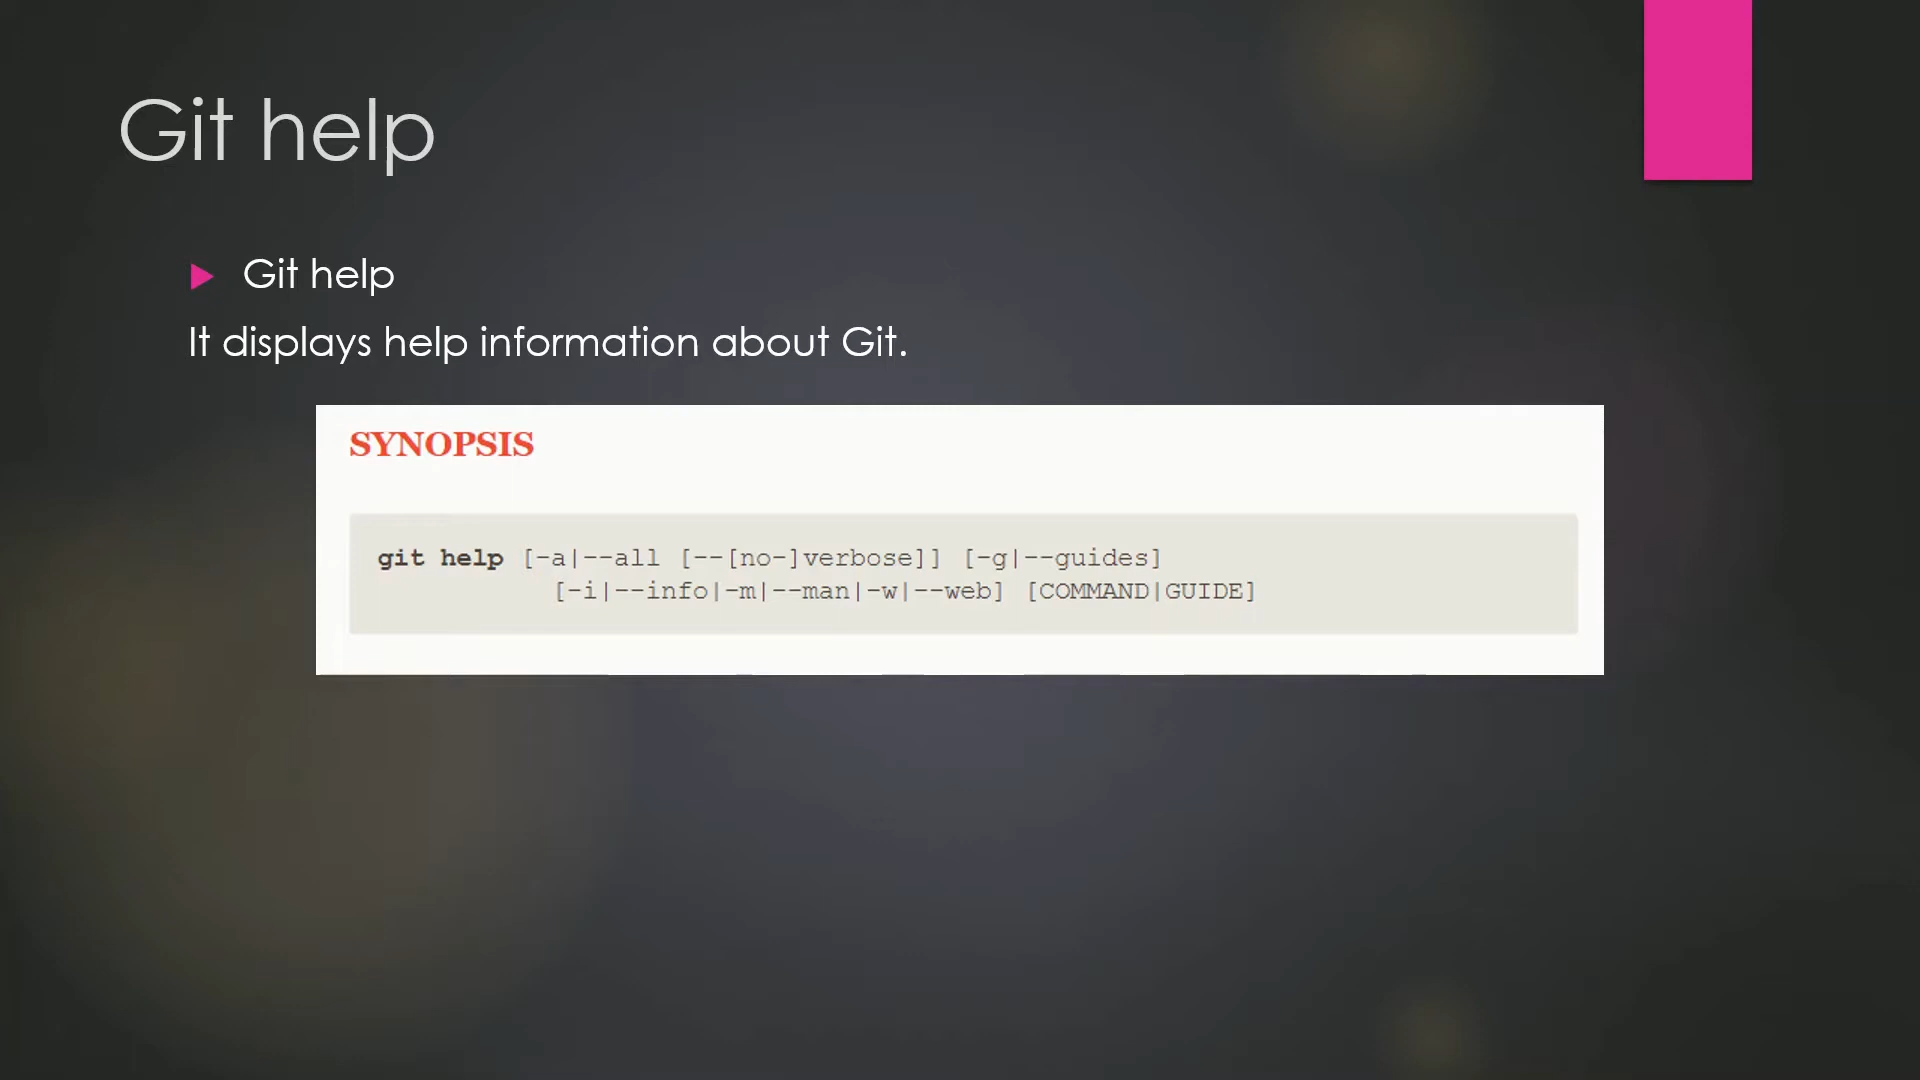 Git help
Git help
It displays help information about Git.
SYNOPSIS
git help [-a|--all [--[no-]verbose]] [-g|--guides]
[-i|--info|-m|--man|-w|--web] [COMMAND|GUIDE]